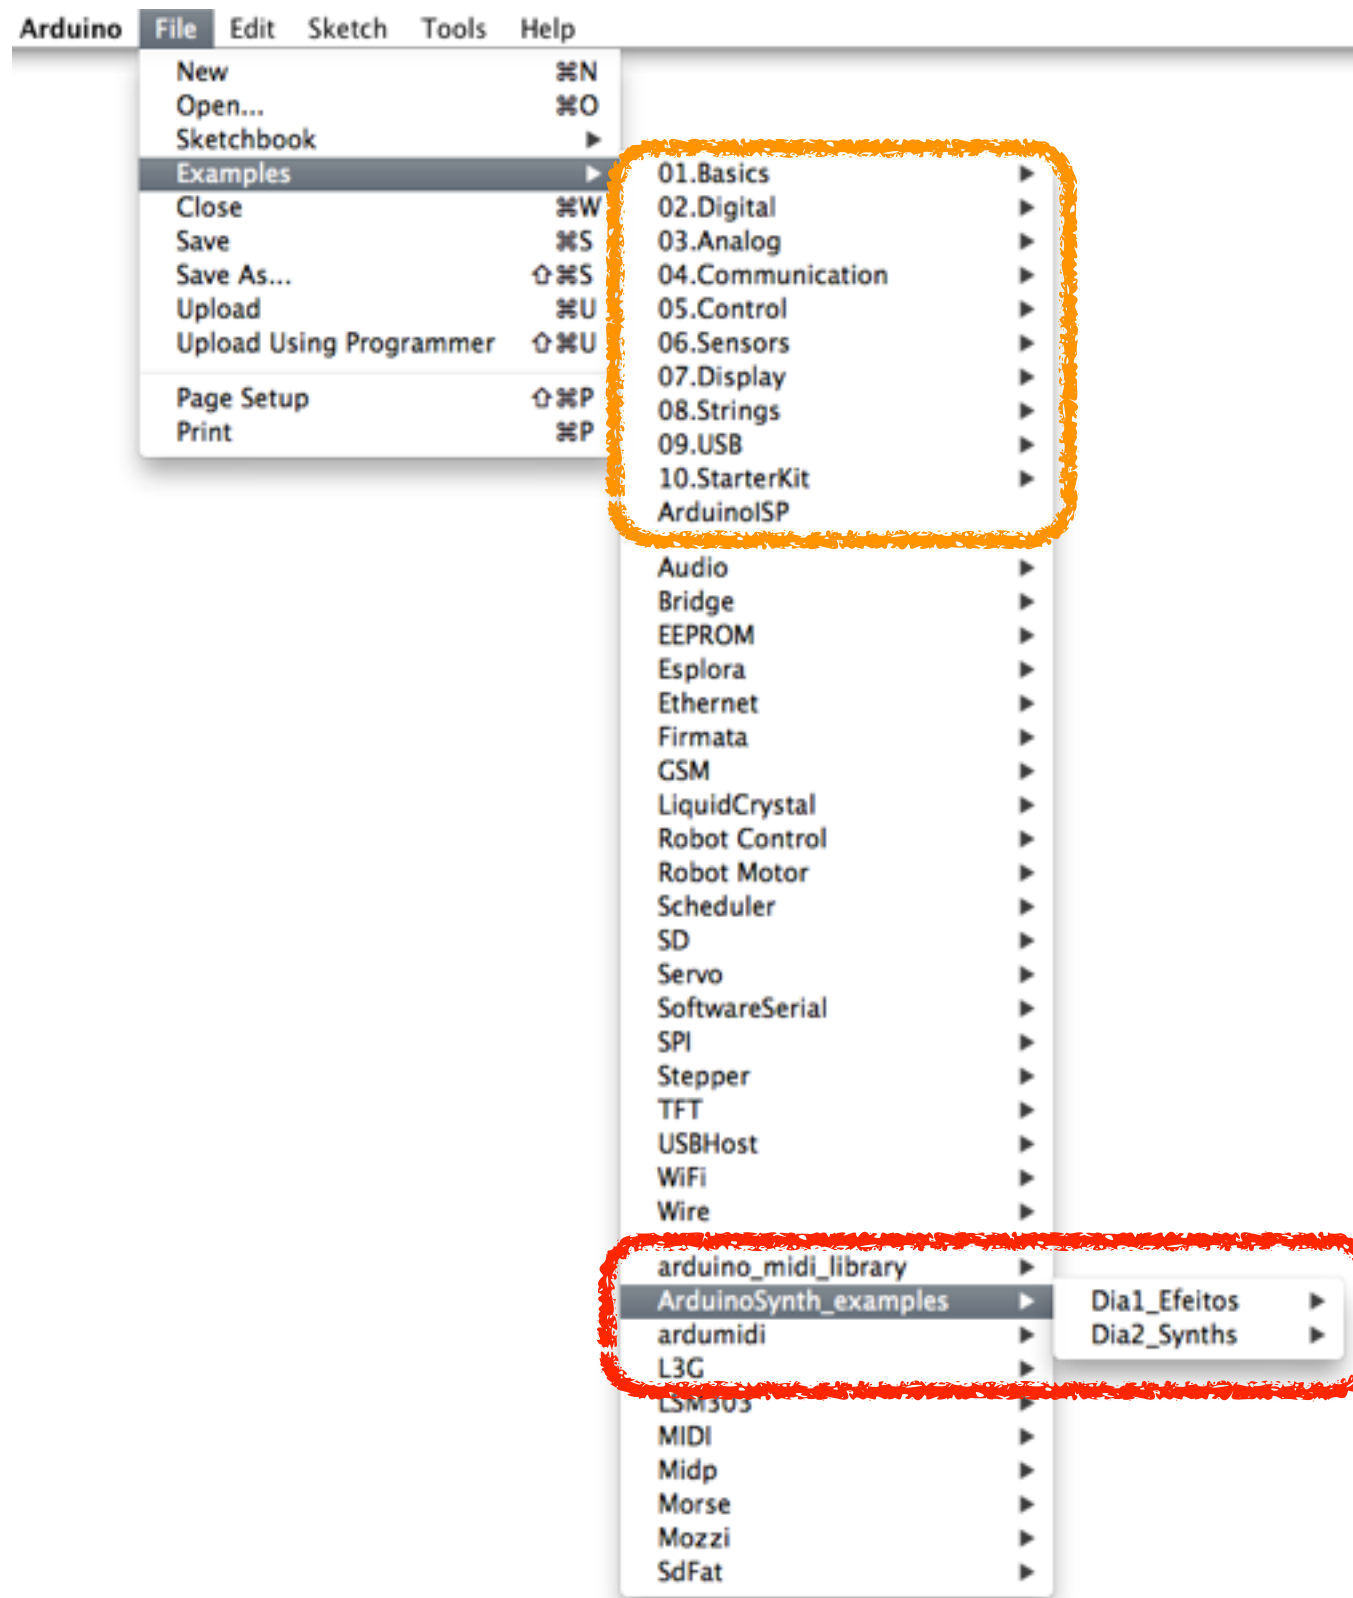 Arduino File Edit Sketch Tools Help
New ⌘N
Open... ⌘O
Sketchbook ▶
Examples ▶
Close ⌘W
Save ⌘S
Save As... ⇧⌘S
Upload ⌘U
Upload Using Programmer ⇧⌘U
Page Setup ⇧⌘P
Print ⌘P
01.Basics ▶
02.Digital ▶
03.Analog ▶
04.Communication ▶
05.Control ▶
06.Sensors ▶
07.Display ▶
08.Strings ▶
09.USB ▶
10.StarterKit ▶
ArduinoISP
Audio ▶
Bridge ▶
EEPROM ▶
Esplora ▶
Ethernet ▶
Firmata ▶
GSM ▶
LiquidCrystal ▶
Robot Control ▶
Robot Motor ▶
Scheduler ▶
SD ▶
Servo ▶
SoftwareSerial ▶
SPI ▶
Stepper ▶
TFT ▶
USBHost ▶
WiFi ▶
Wire ▶
arduino_midi_library ▶
ArduinoSynth_examples ▶
ardumidi ▶
L3G ▶
LSM303 ▶
MIDI ▶
Midp ▶
Morse ▶
Mozzi ▶
SdFat ▶
Dia1_Efeitos ▶
Dia2_Synths ▶